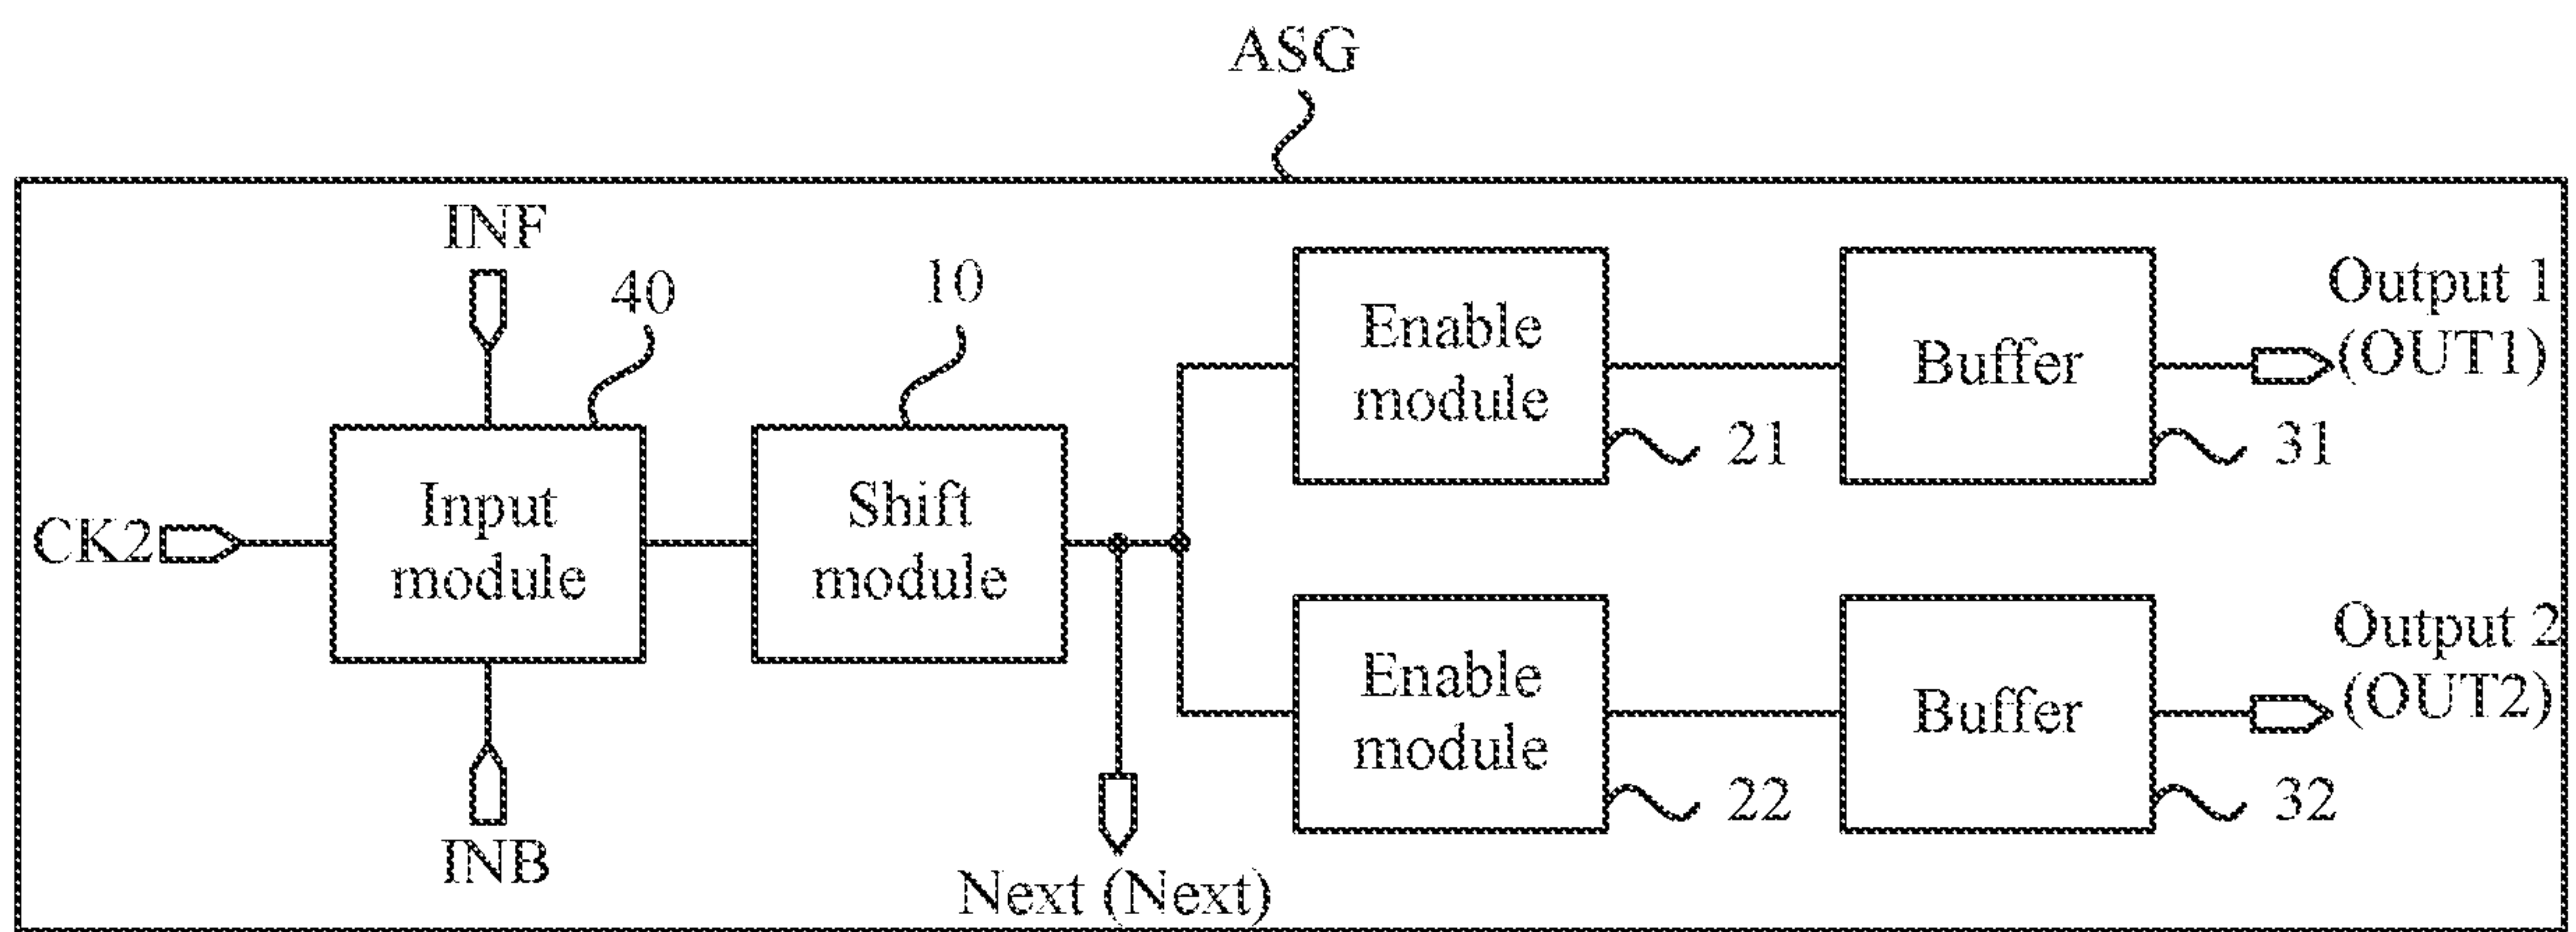 ASG
INF
40
10
Enable
module
Buffer
Output 1
(OUT1)
21
31
CK2
Input
module
Shift
module
Enable
module
Buffer
Output 2
(OUT2)
22
32
INB
Next (Next)